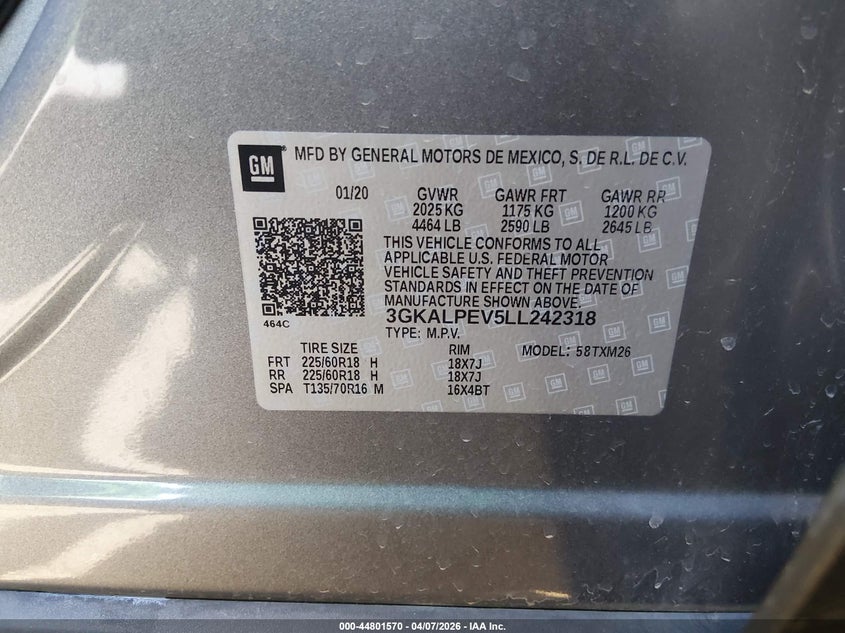 GM
MFD BY GENERAL MOTORS DE MEXICO, S. DE R.L. DE C.V.
01/20 GVWR GAWR FRT GAWR RR
2025 KG 1175 KG 1200 KG
4464 LB 2590 LB 2645 LB
THIS VEHICLE CONFORMS TO ALL
APPLICABLE U.S. FEDERAL MOTOR
VEHICLE SAFETY AND THEFT PREVENTION
STANDARDS IN EFFECT ON THE DATE OF
MANUFACTURE SHOWN ABOVE.
464C
3GKALPEV5LL242318
TYPE: M.P.V.
TIRE SIZE RIM MODEL: 58TXM26
FRT 225/60R18 H 18X7J
RR 225/60R18 H 18X7J
SPA T135/70R16 M 16X4BT
000-44801570 - 04/07/2026 - IAA Inc.